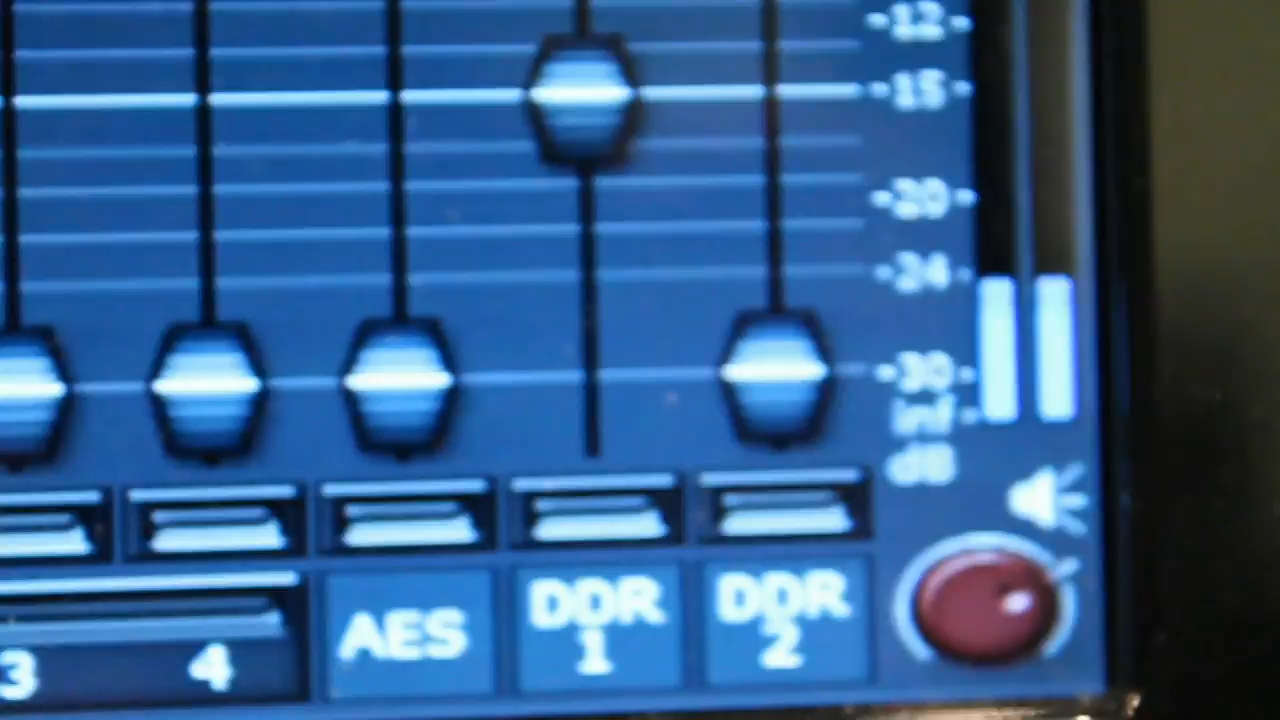 -12-
-15-
-20-
-24-
-30-
inf-
dB
3
4
AES
DDR
1
DDR
2